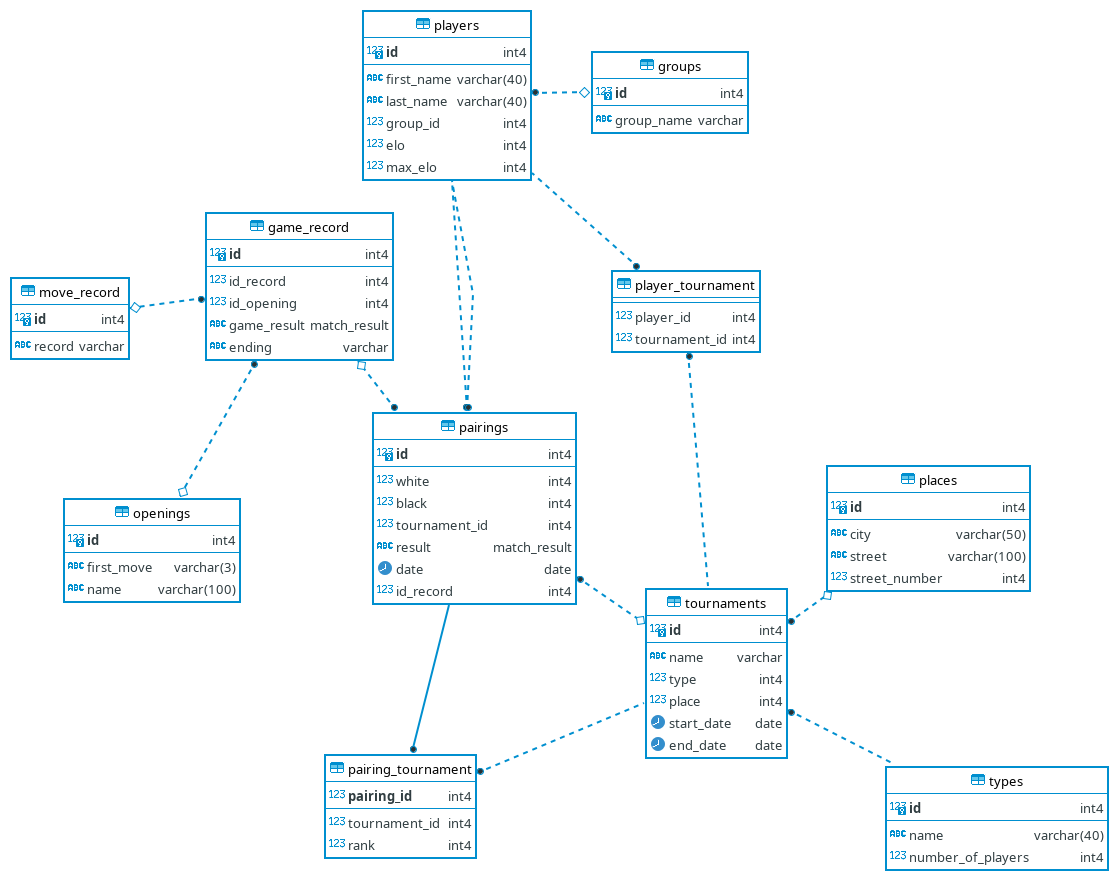 players
123 id int4
ABC first_name varchar(40)
ABC last_name varchar(40)
123 group_id int4
123 elo int4
123 max_elo int4
groups
123 id int4
ABC group_name varchar
game_record
123 id int4
123 id_record int4
123 id_opening int4
ABC game_result match_result
ABC ending varchar
move_record
123 id int4
ABC record varchar
player_tournament
123 player_id int4
123 tournament_id int4
pairings
123 id int4
123 white int4
123 black int4
123 tournament_id int4
ABC result match_result
date date
123 id_record int4
openings
123 id int4
ABC first_move varchar(3)
ABC name varchar(100)
places
123 id int4
ABC city varchar(50)
ABC street varchar(100)
123 street_number int4
tournaments
123 id int4
ABC name varchar
123 type int4
123 place int4
start_date date
end_date date
pairing_tournament
123 pairing_id int4
123 tournament_id int4
123 rank int4
types
123 id int4
ABC name varchar(40)
123 number_of_players int4